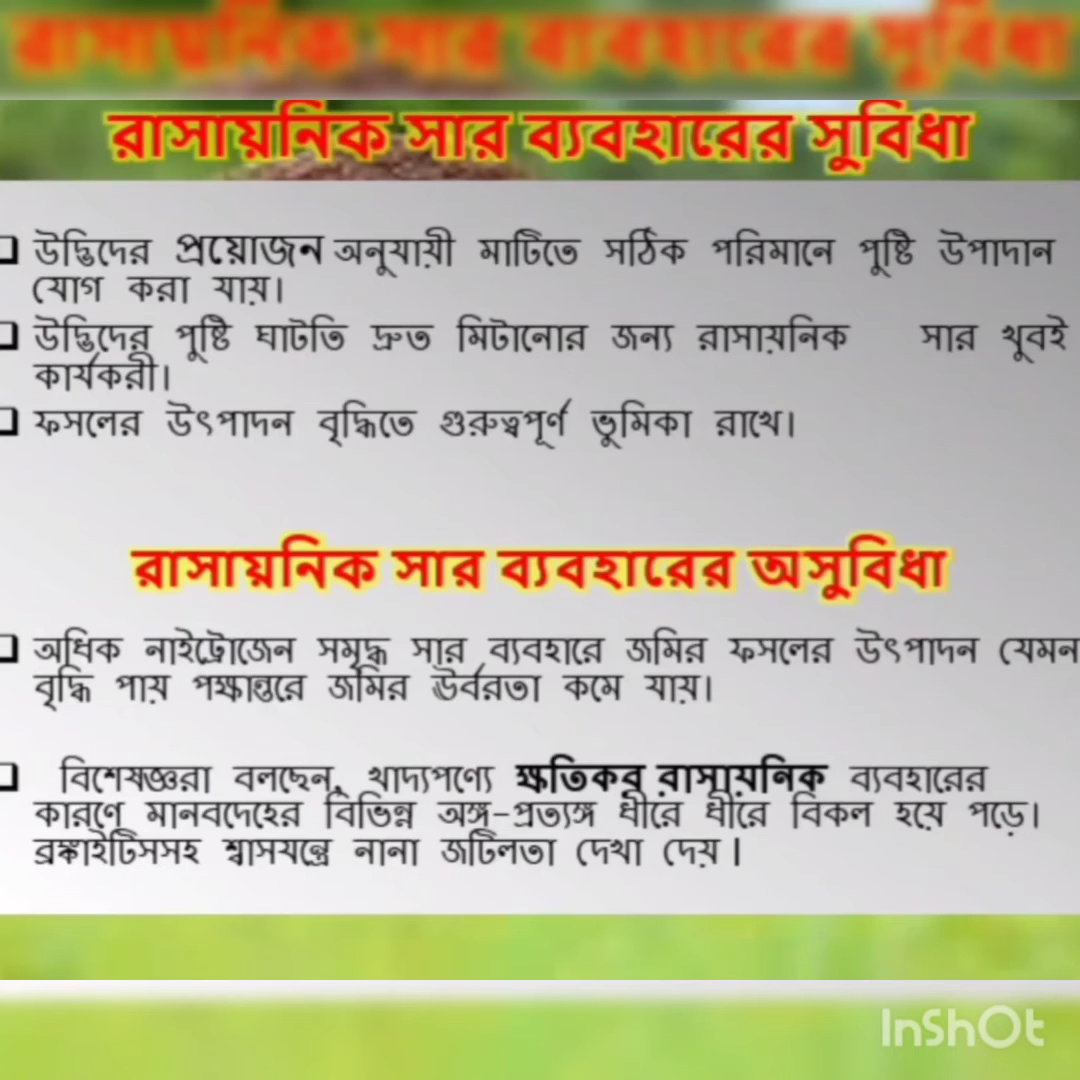 রাসায়নিক সার ব্যবহারের সুবিধা
রাসায়নিক সার ব্যবহারের সুবিধা
উদ্ভিদের প্রয়োজন অনুযায়ী মাটিতে সঠিক পরিমানে পুষ্টি উপাদান
যোগ করা যায়।
উদ্ভিদের পুষ্টি ঘাটতি দ্রুত মিটানোর জন্য রাসায়নিক সার খুবই
কার্যকরী।
ফসলের উৎপাদন বৃদ্ধিতে গুরুত্বপূর্ণ ভুমিকা রাখে।
রাসায়নিক সার ব্যবহারের অসুবিধা
অধিক নাইট্রোজেন সমৃদ্ধ সার ব্যবহারে জমির ফসলের উৎপাদন যেমন
বৃদ্ধি পায় পক্ষান্তরে জমির ঊর্বরতা কমে যায়।
বিশেষজ্ঞরা বলছেন, খাদ্যপণ্যে ক্ষতিকর রাসায়নিক ব্যবহারের
কারণে মানবদেহের বিভিন্ন অঙ্গ-প্রত্যঙ্গ ধীরে ধীরে বিকল হয়ে পড়ে।
ব্রঙ্কাইটিসসহ শ্বাসযন্ত্রে নানা জটিলতা দেখা দেয়।
InShOt